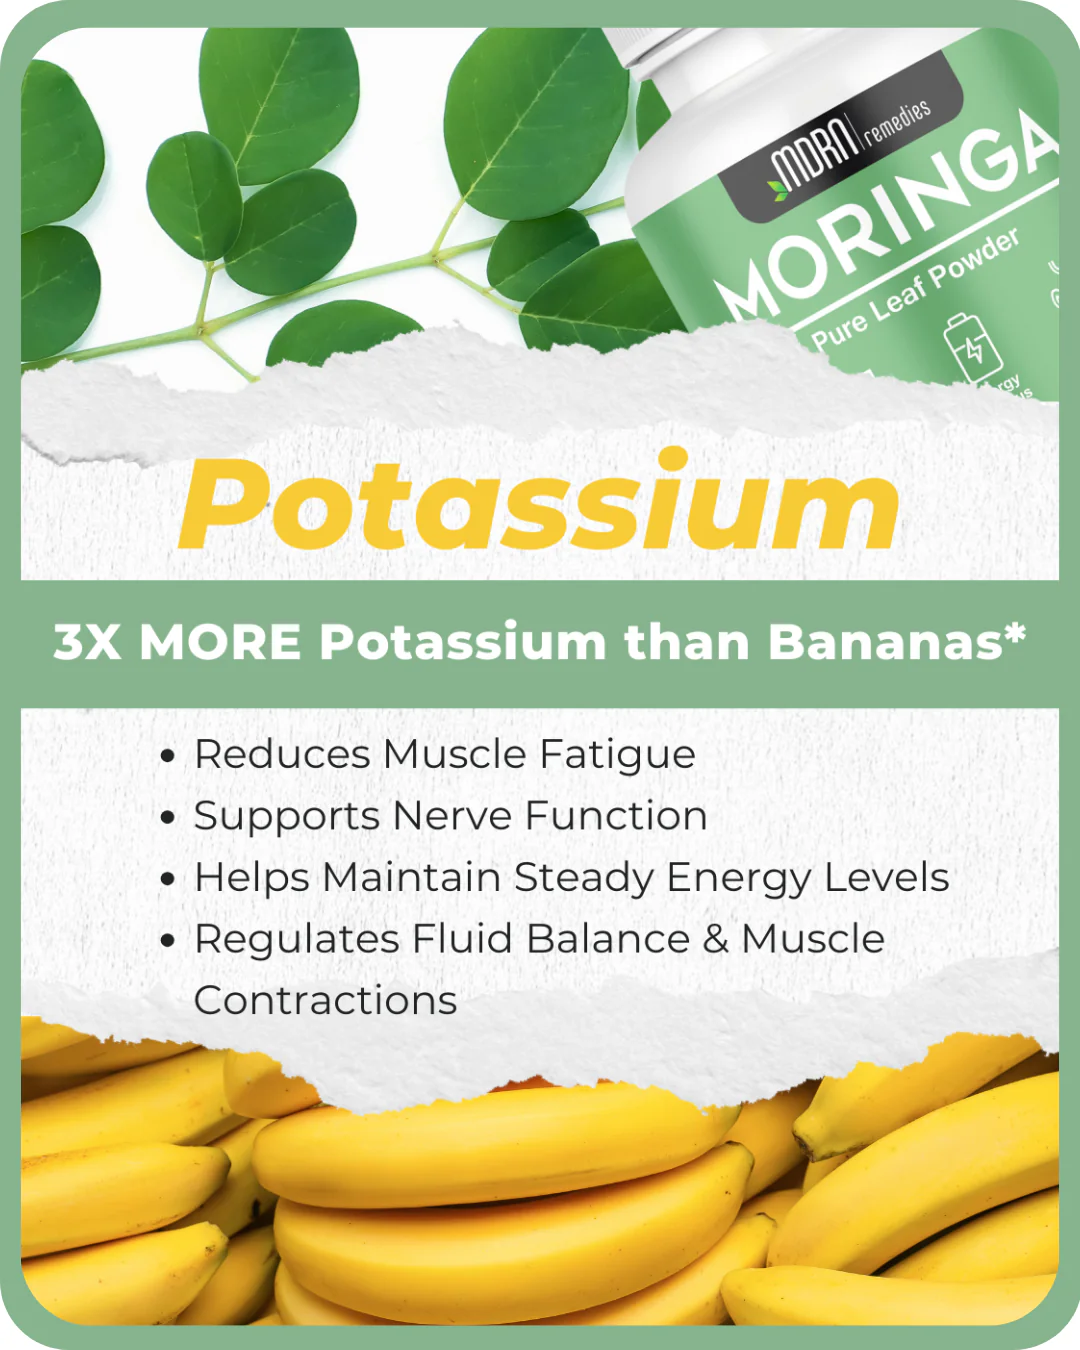 MDRN remedies
MORINGA
Pure Leaf Powder
Potassium
3X MORE Potassium than Bananas*
• Reduces Muscle Fatigue
• Supports Nerve Function
• Helps Maintain Steady Energy Levels
• Regulates Fluid Balance & Muscle
Contractions